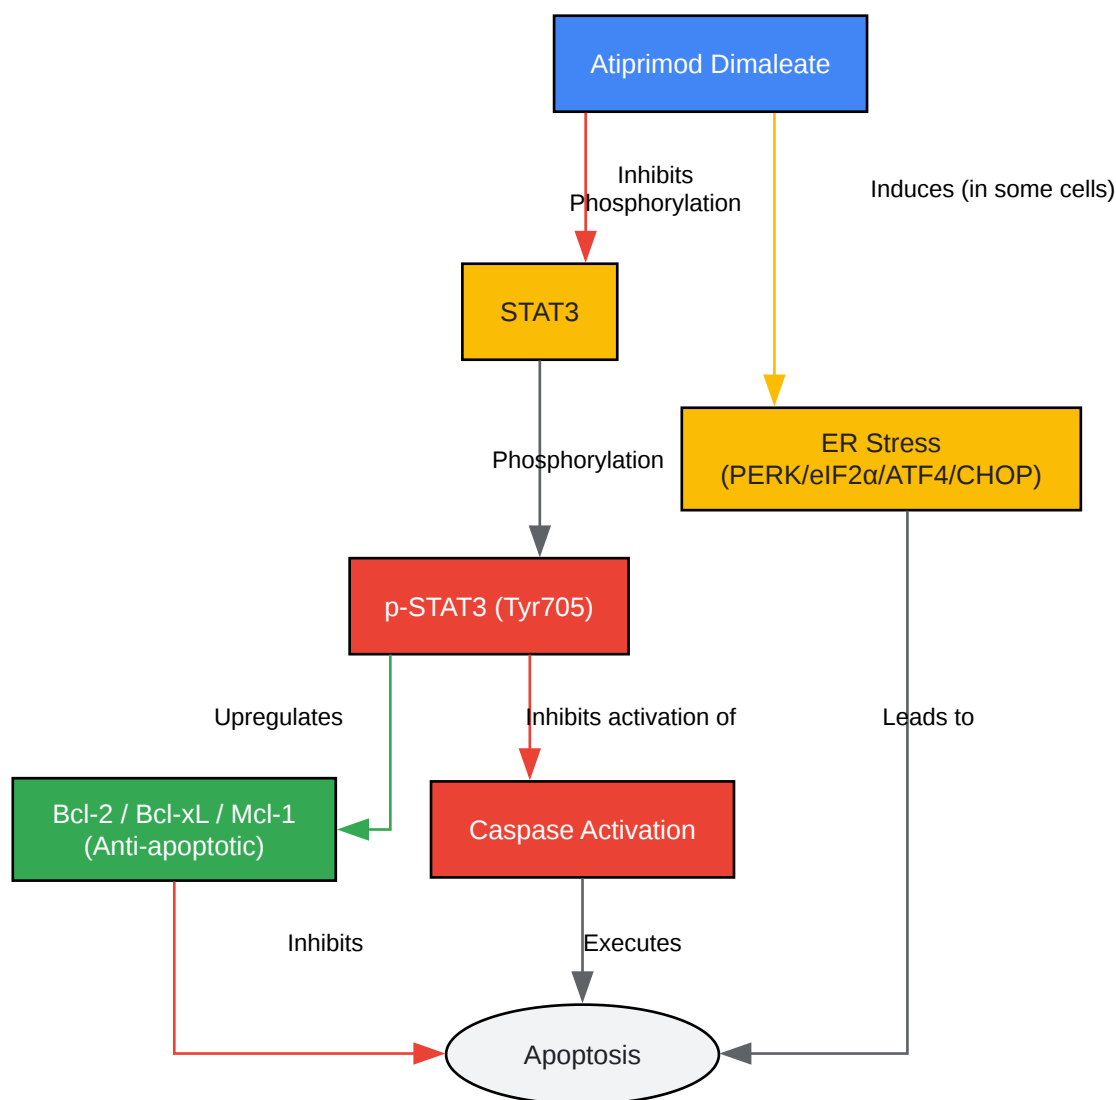 Atiprimod Dimaleate
Inhibits
Phosphorylation
Induces (in some cells)
STAT3
ER Stress
(PERK/eIF2α/ATF4/CHOP)
Phosphorylation
p-STAT3 (Tyr705)
Upregulates
Inhibits activation of
Leads to
Bcl-2 / Bcl-xL / Mcl-1
(Anti-apoptotic)
Caspase Activation
Inhibits
Executes
Apoptosis